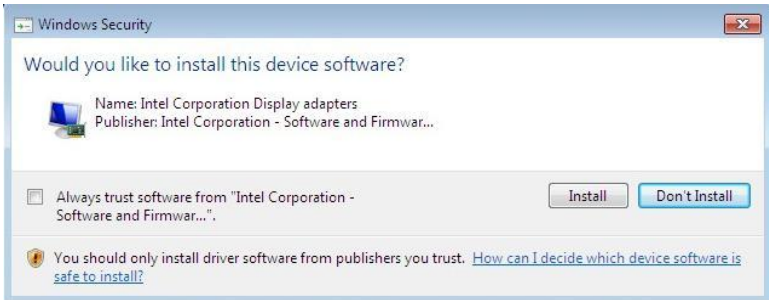 Windows Security
Would you like to install this device software?
Name: Intel Corporation Display adapters
Publisher: Intel Corporation - Software and Firmwar...
Always trust software from "Intel Corporation -
Software and Firmwar...".
Install
Don't Install
You should only install driver software from publishers you trust. How can I decide which device software is
safe to install?